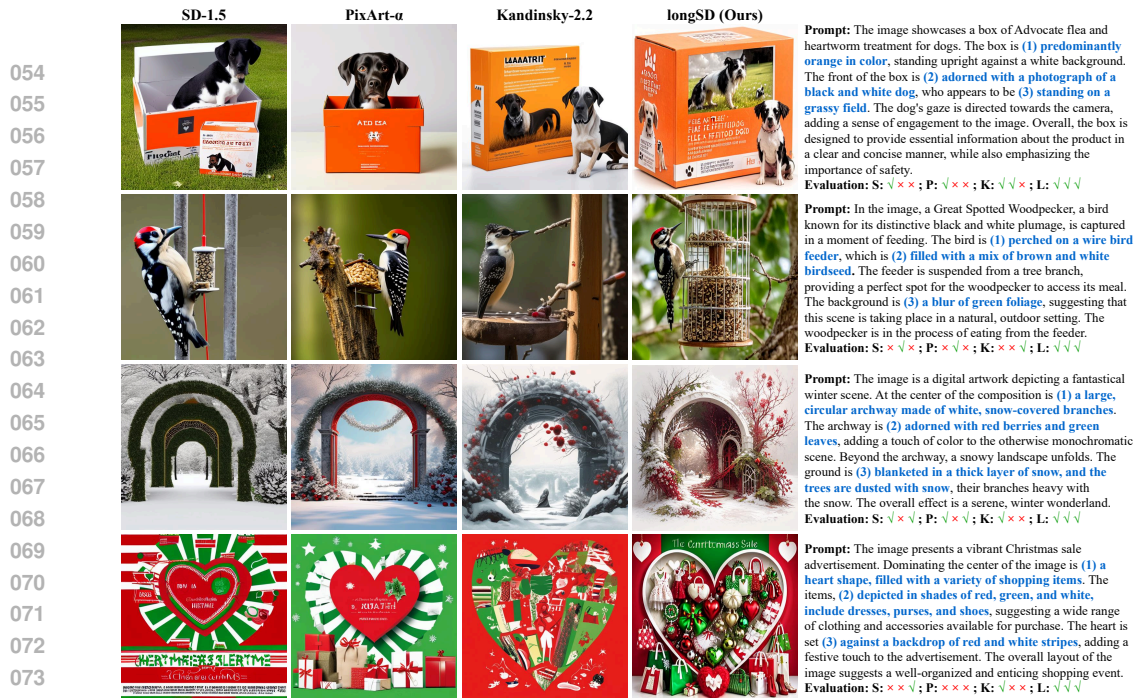 SD-1.5 PixArt-α Kandinsky-2.2 longSD (Ours)
054
055
056
057
058
059
060
061
062
063
064
065
066
067
068
069
070
071
072
073
Prompt: The image showcases a box of Advocate flea and
heartworm treatment for dogs. The box is (1) predominantly
orange in color, standing upright against a white background.
The front of the box is (2) adorned with a photograph of a
black and white dog, who appears to be (3) standing on a
grassy field. The dog's gaze is directed towards the camera,
adding a sense of engagement to the image. Overall, the box is
designed to provide essential information about the product in
a clear and concise manner, while also emphasizing the
importance of safety.
Evaluation: S: √ × × ; P: √ × × ; K: √ √ × ; L: √ √ √
Prompt: In the image, a Great Spotted Woodpecker, a bird
known for its distinctive black and white plumage, is captured
in a moment of feeding. The bird is (1) perched on a wire bird
feeder, which is (2) filled with a mix of brown and white
birdseed. The feeder is suspended from a tree branch,
providing a perfect spot for the woodpecker to access its meal.
The background is (3) a blur of green foliage, suggesting that
this scene is taking place in a natural, outdoor setting. The
woodpecker is in the process of eating from the feeder.
Evaluation: S: × √ × ; P: × √ × ; K: × × √ ; L: √ √ √
Prompt: The image is a digital artwork depicting a fantastical
winter scene. At the center of the composition is (1) a large,
circular archway made of white, snow-covered branches.
The archway is (2) adorned with red berries and green
leaves, adding a touch of color to the otherwise monochromatic
scene. Beyond the archway, a snowy landscape unfolds. The
ground is (3) blanketed in a thick layer of snow, and the
trees are dusted with snow, their branches heavy with
the snow. The overall effect is a serene, winter wonderland.
Evaluation: S: √ × √ ; P: √ × √ ; K: √ × × ; L: √ √ √
Prompt: The image presents a vibrant Christmas sale
advertisement. Dominating the center of the image is (1) a
heart shape, filled with a variety of shopping items. The
items, (2) depicted in shades of red, green, and white,
include dresses, purses, and shoes, suggesting a wide range
of clothing and accessories available for purchase. The heart is
set (3) against a backdrop of red and white stripes, adding a
festive touch to the advertisement. The overall layout of the
image suggests a well-organized and enticing shopping event.
Evaluation: S: × × √ ; P: × × × ; K: √ × × ; L: √ √ √
LAAAATRIT